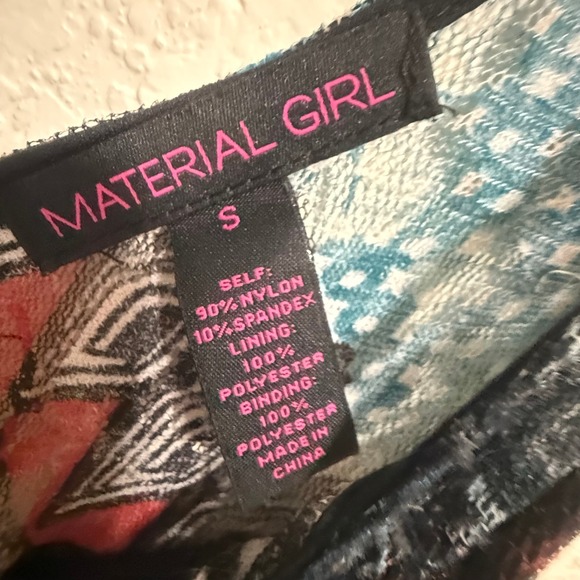 MATERIAL GIRL
S
SELF:
90% NYLON
10% SPANDEX
LINING:
100%
POLYESTER
BINDING:
100%
POLYESTER
MADE IN
CHINA